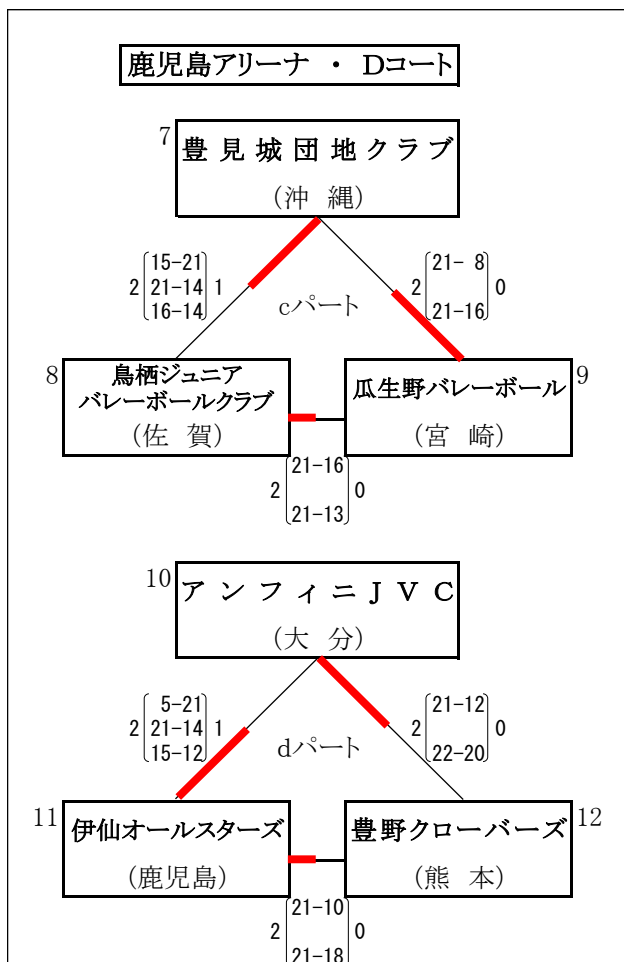 鹿児島アリーナ ・ Dコート
7
豊見城団地クラブ
(沖 縄)
2 15-21 1
21-14
16-14
2 21- 8 0
21-16
cパート
8
鳥栖ジュニア
バレーボールクラブ
(佐 賀)
瓜生野バレーボール
9
(宮 崎)
2 21-16 0
21-13
10
アンフィニJVC
(大 分)
2 5-21 1
21-14
15-12
2 21-12 0
22-20
dパート
11
伊仙オールスターズ
(鹿児島)
豊野クローバーズ
12
(熊 本)
2 21-10 0
21-18